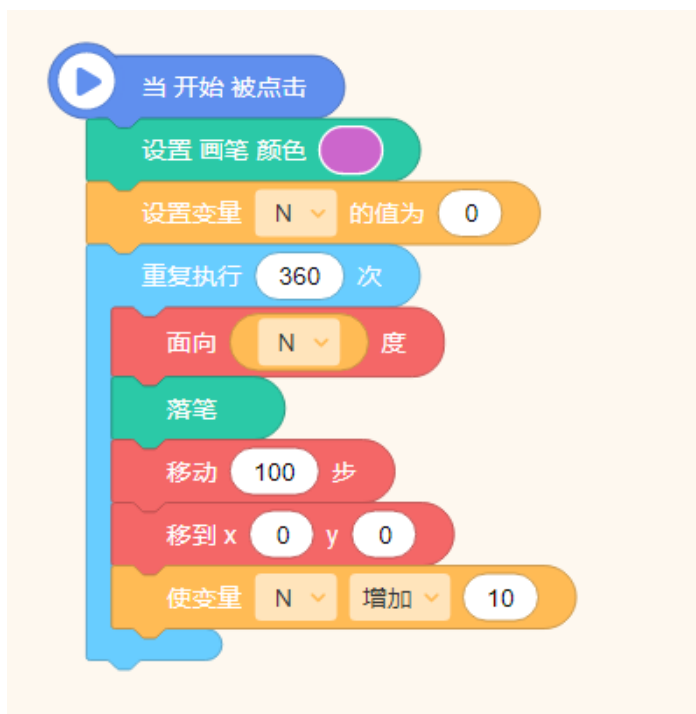 当 开始 被点击
设置 画笔 颜色
设置变量 N 的值为 0
重复执行 360 次
面向 N 度
落笔
移动 100 步
移到 x 0 y 0
使变量 N 增加 10